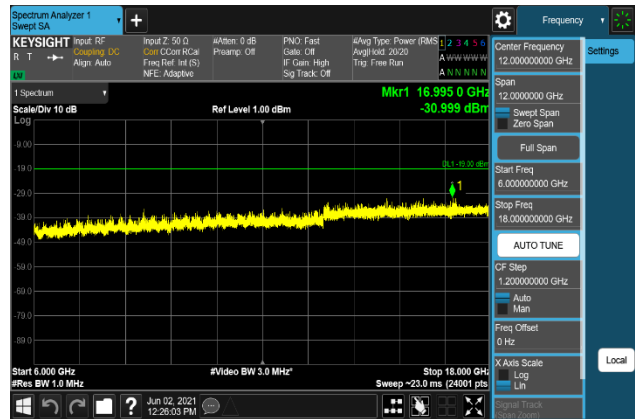 Spectrum Analyzer 1
Swept SA
+
Frequency
KEYSIGHT
R T
LW
Input: RF
Coupling: DC
Align: Auto
Input Z: 50 Ω
Corr CCorr RCal
Freq Ref: Int (S)
NFE: Adaptive
#Atten: 0 dB
Preamp: Off
PNO: Fast
Gate: Off
IF Gain: High
Sig Track: Off
#Avg Type: Power (RMS
Avg|Hold: 20/20
Trig: Free Run
1 2 3 4 5 6
A W W W W W
A N N N N N
1 Spectrum
Mkr1 16.995 0 GHz
Scale/Div 10 dB
Ref Level 1.00 dBm
-30.999 dBm
Log
-9.00
-19.0
DL1 -19.00 dBm
1
-29.0
-39.0
-49.0
-59.0
-69.0
-79.0
-89.0
Start 6.000 GHz
#Video BW 3.0 MHz*
Stop 18.000 GHz
#Res BW 1.0 MHz
Sweep ~23.0 ms (24001 pts
?
Jun 02, 2021
12:26:03 PM
Center Frequency
12.000000000 GHz
Settings
Span
12.0000000 GHz
Swept Span
Zero Span
Full Span
Start Freq
6.000000000 GHz
Stop Freq
18.000000000 GHz
AUTO TUNE
CF Step
1.200000000 GHz
Auto
Man
Freq Offset
0 Hz
X Axis Scale
Log
Lin
Local
Signal Track
(Span Zoom)